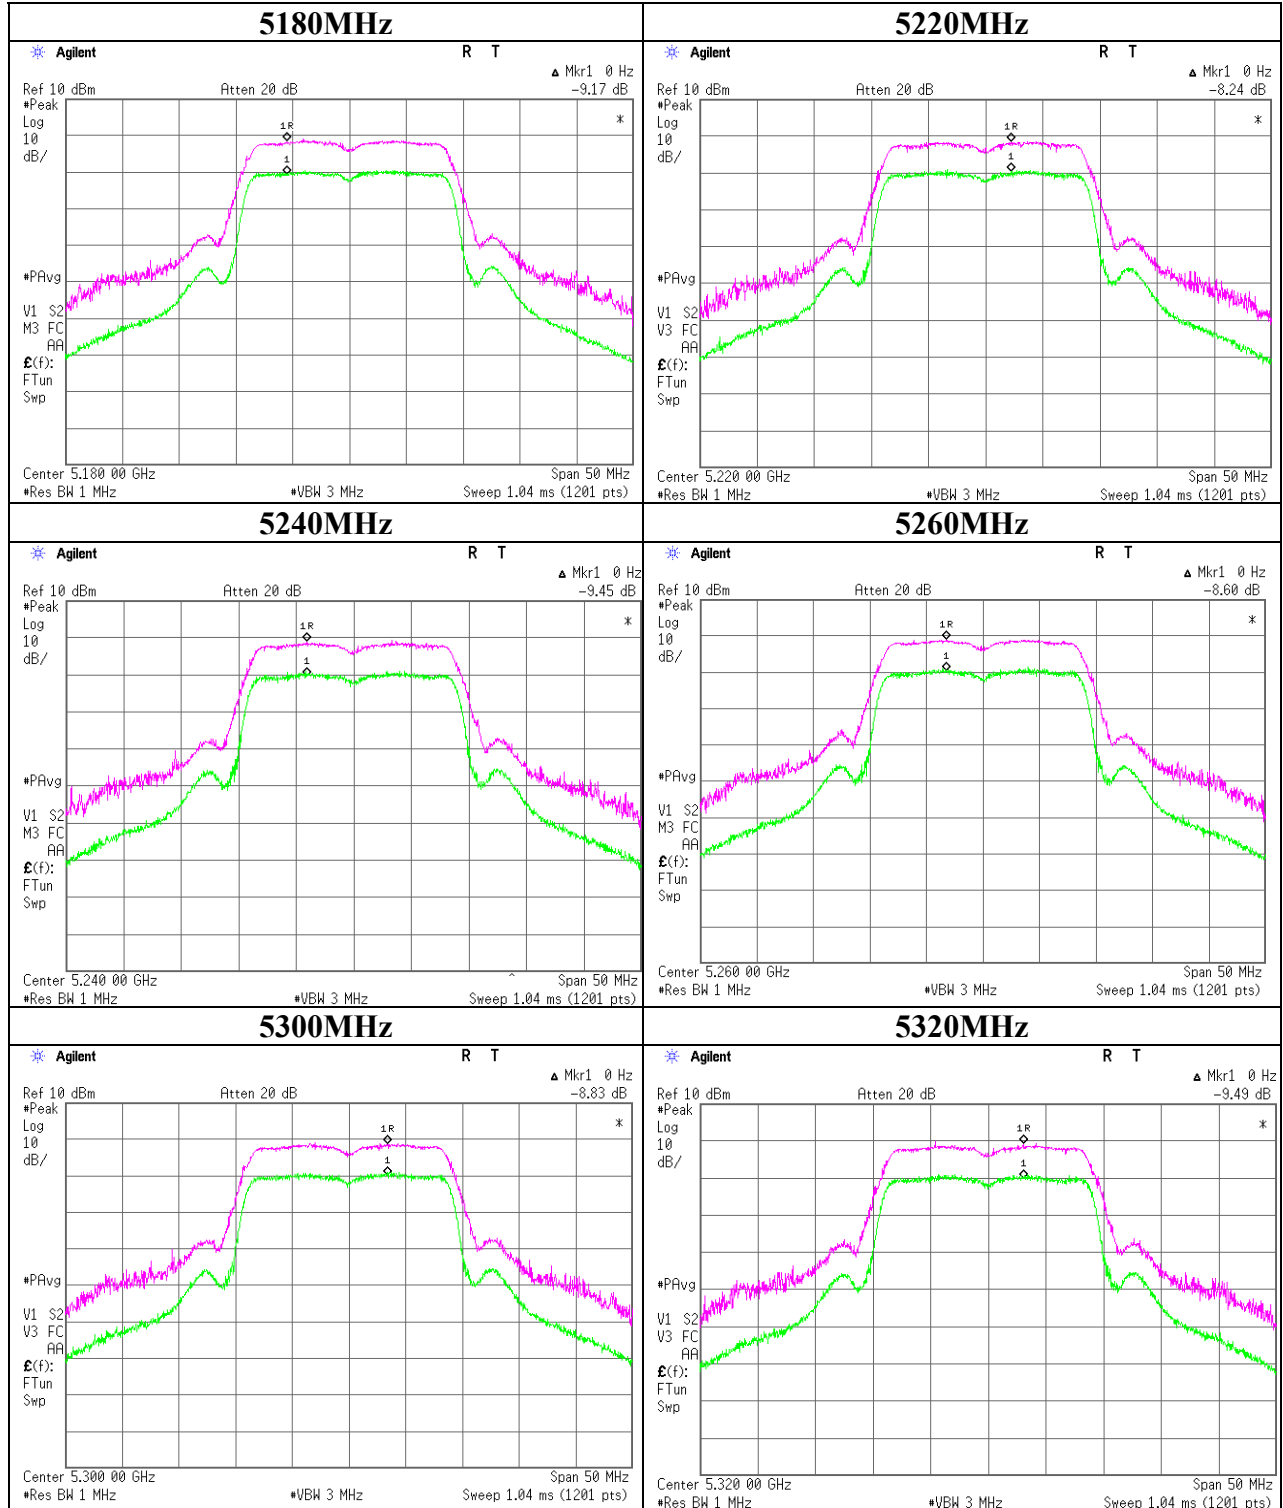 5180MHz
Agilent
R T
Δ Mkr1 0 Hz
Ref 10 dBm Atten 20 dB -9.17 dB
#Peak
Log
10
dB/
1R
1
*
#PAvg
V1 S2
M3 FC
AA
£(f):
FTun
Swp
Center 5.180 00 GHz Span 50 MHz
#Res BW 1 MHz #VBW 3 MHz Sweep 1.04 ms (1201 pts)
5220MHz
Agilent
R T
Δ Mkr1 0 Hz
Ref 10 dBm Atten 20 dB -8.24 dB
#Peak
Log
10
dB/
1R
1
*
#PAvg
V1 S2
V3 FC
AA
£(f):
FTun
Swp
Center 5.220 00 GHz Span 50 MHz
#Res BW 1 MHz #VBW 3 MHz Sweep 1.04 ms (1201 pts)
5240MHz
Agilent
R T
Δ Mkr1 0 Hz
Ref 10 dBm Atten 20 dB -9.45 dB
#Peak
Log
10
dB/
1R
1
*
#PAvg
V1 S2
M3 FC
AA
£(f):
FTun
Swp
Center 5.240 00 GHz ^ Span 50 MHz
#Res BW 1 MHz #VBW 3 MHz Sweep 1.04 ms (1201 pts)
5260MHz
Agilent
R T
Δ Mkr1 0 Hz
Ref 10 dBm Atten 20 dB -8.60 dB
#Peak
Log
10
dB/
1R
1
*
#PAvg
V1 S2
M3 FC
AA
£(f):
FTun
Swp
Center 5.260 00 GHz Span 50 MHz
#Res BW 1 MHz #VBW 3 MHz Sweep 1.04 ms (1201 pts)
5300MHz
Agilent
R T
Δ Mkr1 0 Hz
Ref 10 dBm Atten 20 dB -8.83 dB
#Peak
Log
10
dB/
1R
1
*
#PAvg
V1 S2
V3 FC
AA
£(f):
FTun
Swp
Center 5.300 00 GHz Span 50 MHz
#Res BW 1 MHz #VBW 3 MHz Sweep 1.04 ms (1201 pts)
5320MHz
Agilent
R T
Δ Mkr1 0 Hz
Ref 10 dBm Atten 20 dB -9.49 dB
#Peak
Log
10
dB/
1R
1
*
#PAvg
V1 S2
V3 FC
AA
£(f):
FTun
Swp
Center 5.320 00 GHz Span 50 MHz
#Res BW 1 MHz #VBW 3 MHz Sweep 1.04 ms (1201 pts)